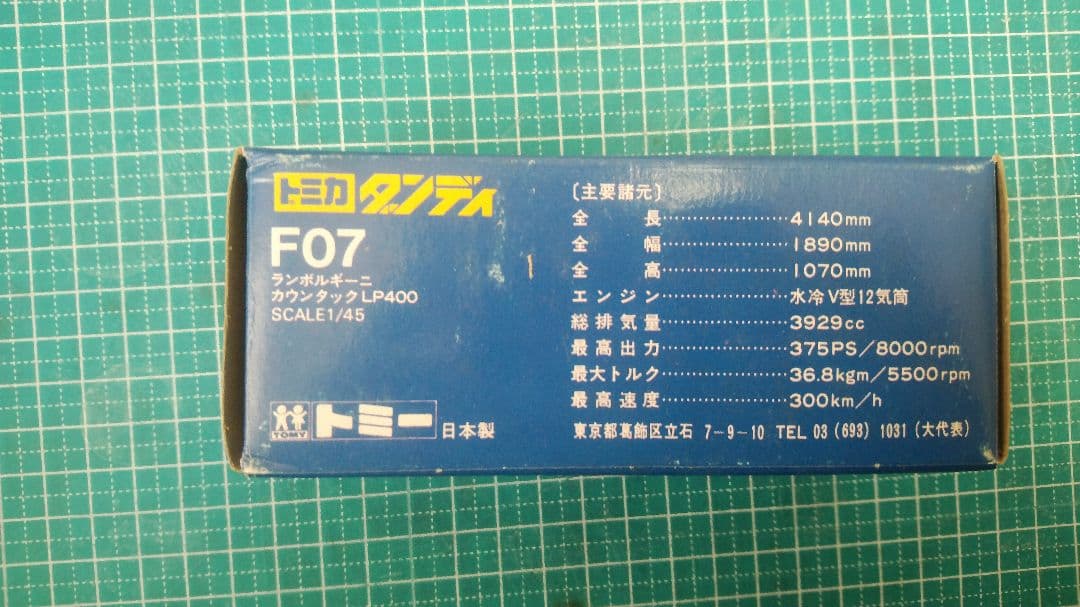 トミカ ダンディ
F07
ランボルギーニ
カウンタックLP400
SCALE1/45
TOMY
トミー 日本製
〔主要諸元〕
全長……………………4140mm
全幅……………………1890mm
全高……………………1070mm
エンジン………………水冷V型12気筒
総排気量………………3929cc
最高出力………………375PS/8000rpm
最大トルク……………36.8kgm/5500rpm
最高速度………………300km/h
東京都葛飾区立石 7-9-10 TEL 03 (693) 1031 (大代表)